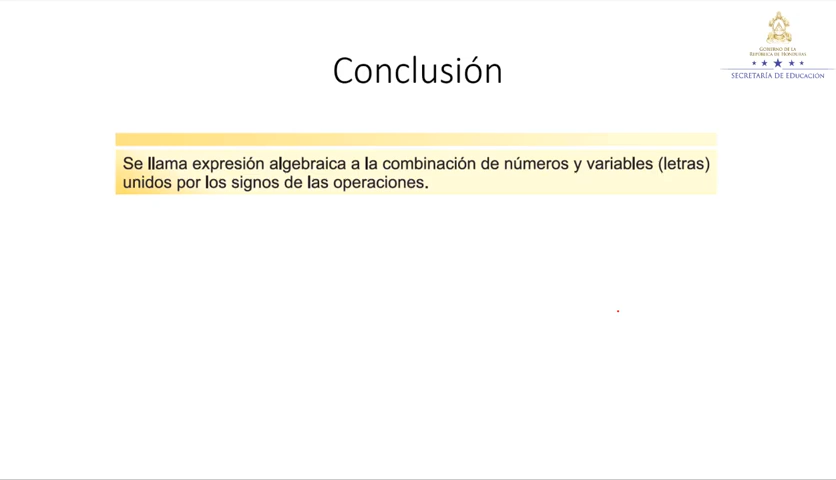 GOBIERNO DE LA
REPÚBLICA DE HONDURAS
SECRETARÍA DE EDUCACIÓN
Conclusión
Se llama expresión algebraica a la combinación de números y variables (letras)
unidos por los signos de las operaciones.